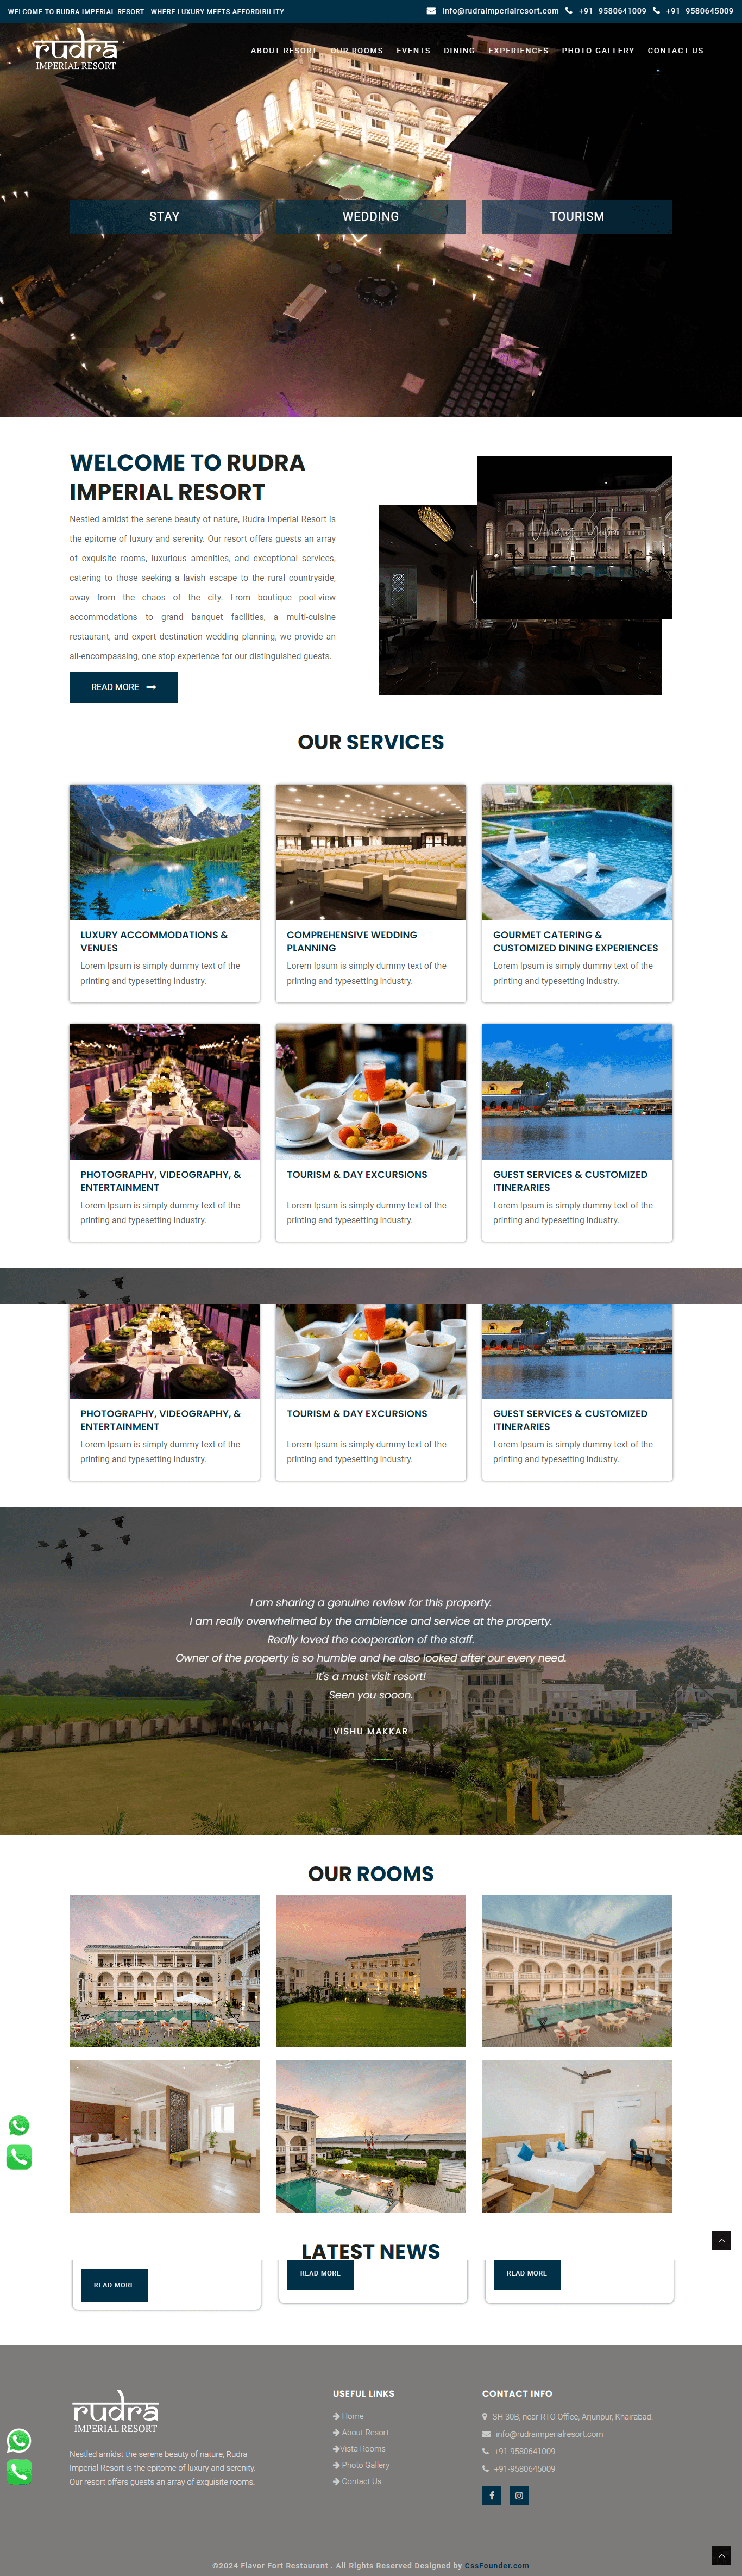 WELCOME TO RUDRA IMPERIAL RESORT - WHERE LUXURY MEETS AFFORDIBILITY
info@rudraimperialresort.com +91- 9580641009 +91- 9580645009
rudra
IMPERIAL RESORT
ABOUT RESORT OUR ROOMS EVENTS DINING EXPERIENCES PHOTO GALLERY CONTACT US
STAY WEDDING TOURISM
WELCOME TO RUDRA
IMPERIAL RESORT
Nestled amidst the serene beauty of nature, Rudra Imperial Resort is
the epitome of luxury and serenity. Our resort offers guests an array
of exquisite rooms, luxurious amenities, and exceptional services,
catering to those seeking a lavish escape to the rural countryside,
away from the chaos of the city. From boutique pool-view
accommodations to grand banquet facilities, a multi-cuisine
restaurant, and expert destination wedding planning, we provide an
all-encompassing, one stop experience for our distinguished guests.
READ MORE
OUR SERVICES
LUXURY ACCOMMODATIONS &
VENUES
Lorem Ipsum is simply dummy text of the
printing and typesetting industry.
COMPREHENSIVE WEDDING
PLANNING
Lorem Ipsum is simply dummy text of the
printing and typesetting industry.
GOURMET CATERING &
CUSTOMIZED DINING EXPERIENCES
Lorem Ipsum is simply dummy text of the
printing and typesetting industry.
PHOTOGRAPHY, VIDEOGRAPHY, &
ENTERTAINMENT
Lorem Ipsum is simply dummy text of the
printing and typesetting industry.
TOURISM & DAY EXCURSIONS
Lorem Ipsum is simply dummy text of the
printing and typesetting industry.
GUEST SERVICES & CUSTOMIZED
ITINERARIES
Lorem Ipsum is simply dummy text of the
printing and typesetting industry.
PHOTOGRAPHY, VIDEOGRAPHY, &
ENTERTAINMENT
Lorem Ipsum is simply dummy text of the
printing and typesetting industry.
TOURISM & DAY EXCURSIONS
Lorem Ipsum is simply dummy text of the
printing and typesetting industry.
GUEST SERVICES & CUSTOMIZED
ITINERARIES
Lorem Ipsum is simply dummy text of the
printing and typesetting industry.
I am sharing a genuine review for this property.
I am really overwhelmed by the ambience and service at the property.
Really loved the cooperation of the staff.
Owner of the property is so humble and he also looked after our every need.
It's a must visit resort!
Seen you sooon.
VISHU MAKKAR
OUR ROOMS
LATEST NEWS
READ MORE
READ MORE
READ MORE
rudra
IMPERIAL RESORT
Nestled amidst the serene beauty of nature, Rudra
Imperial Resort is the epitome of luxury and serenity.
Our resort offers guests an array of exquisite rooms.
USEFUL LINKS
Home
About Resort
Vista Rooms
Photo Gallery
Contact Us
CONTACT INFO
SH 30B, near RTO Office, Arjunpur, Khairabad.
info@rudraimperialresort.com
+91-9580641009
+91-9580645009
©2024 Flavor Fort Restaurant . All Rights Reserved Designed by CssFounder.com